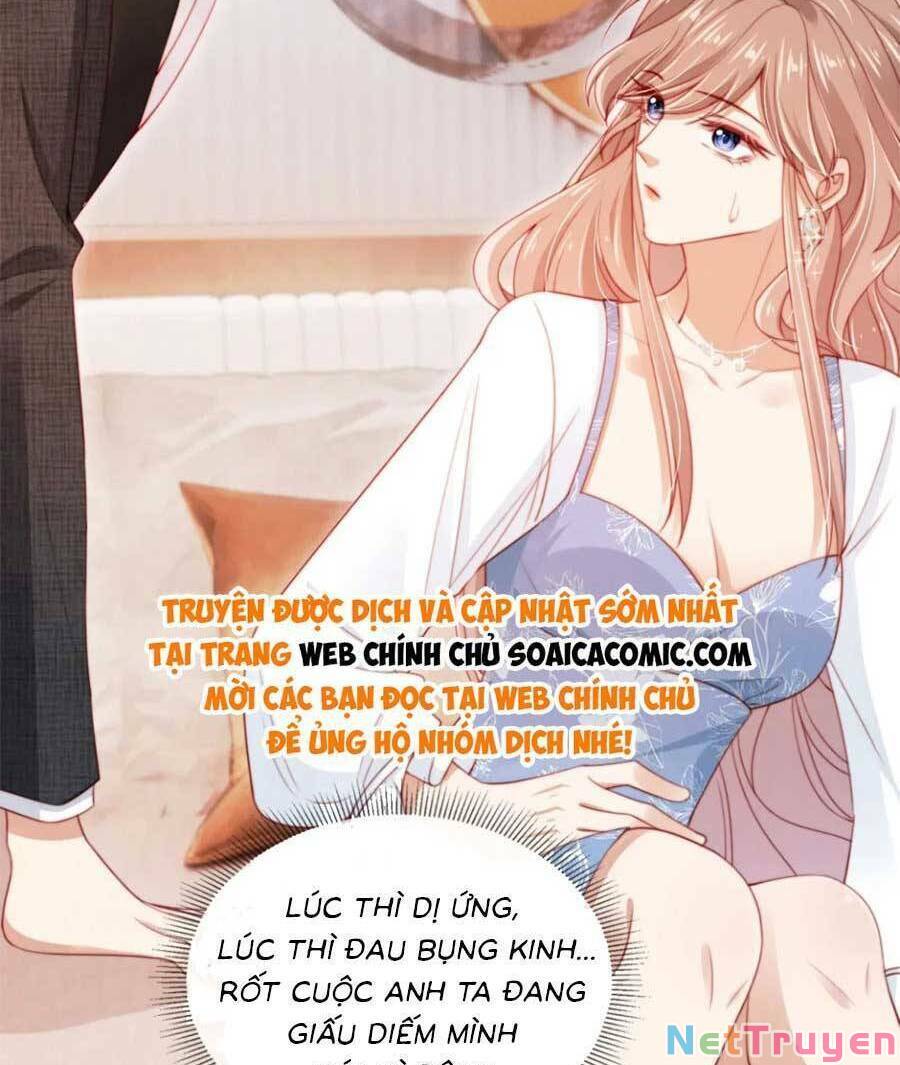 TRUYỆN ĐƯỢC DỊCH VÀ CẬP NHẬT SỚM NHẤT
TẠI TRANG WEB CHÍNH CHỦ SOAICACOMIC.COM
MỜI CÁC BẠN ĐỌC TẠI WEB CHÍNH CHỦ
ĐỂ ỦNG HỘ NHÓM DỊCH NHÉ!
LÚC THÌ DỊ ỨNG,
LÚC THÌ ĐAU BỤNG KINH...
RỐT CUỘC ANH TA ĐANG
GIẤU DIẾM MÌNH
NetTruyen